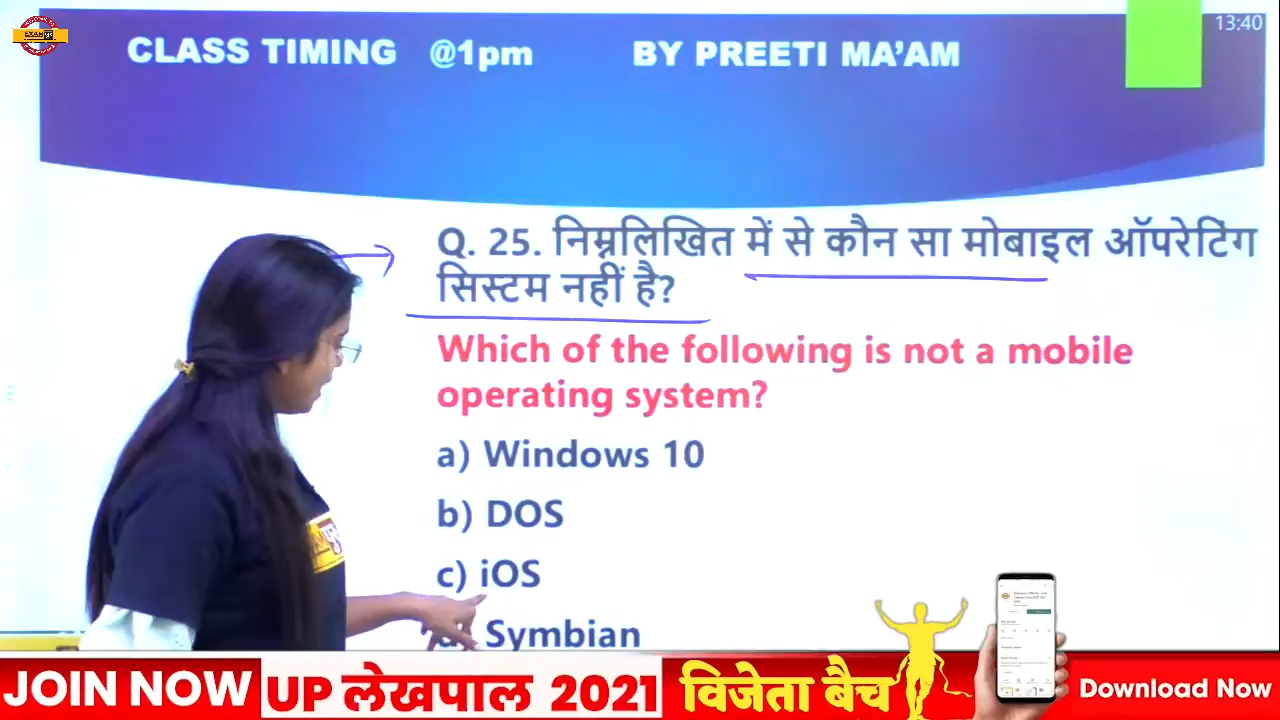 CLASS TIMING @1pm BY PREETI MA'AM
13:40
Q. 25. निम्नलिखित में से कौन सा मोबाइल ऑपरेटिंग
सिस्टम नहीं है?
Which of the following is not a mobile
operating system?
a) Windows 10
b) DOS
c) iOS
Symbian
JOIN NOW UP लेखपाल 2021 विजेता बैच Download Now